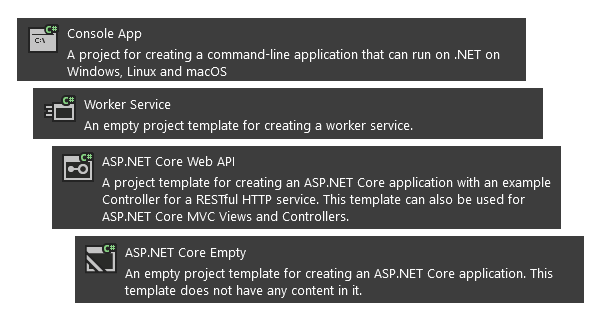 C#
C:\
Console App
A project for creating a command-line application that can run on .NET on
Windows, Linux and macOS
C#
Worker Service
An empty project template for creating a worker service.
C#
ASP.NET Core Web API
A project template for creating an ASP.NET Core application with an example
Controller for a RESTful HTTP service. This template can also be used for
ASP.NET Core MVC Views and Controllers.
C#
ASP.NET Core Empty
An empty project template for creating an ASP.NET Core application. This
template does not have any content in it.